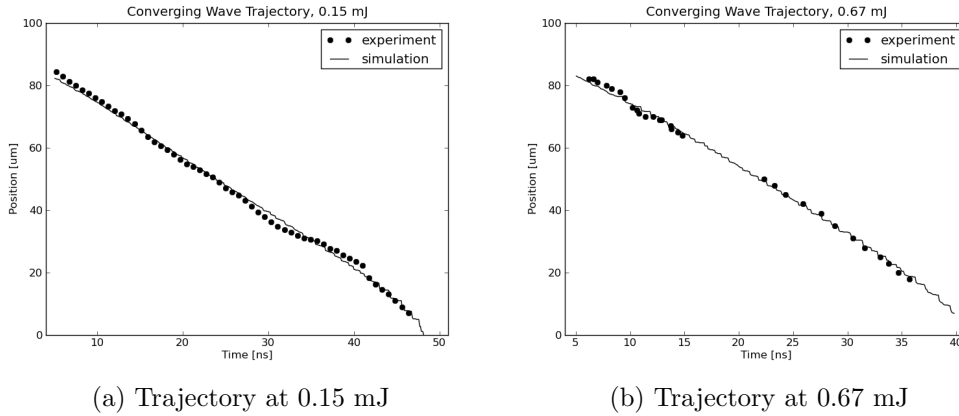 Converging Wave Trajectory, 0.15 mJ
100
80
60
40
20
0
Position [um]
experiment
simulation
10
20
30
40
50
Time [ns]
(a) Trajectory at 0.15 mJ
Converging Wave Trajectory, 0.67 mJ
100
80
60
40
20
0
Position [um]
experiment
simulation
5
10
15
20
25
30
35
40
Time [ns]
(b) Trajectory at 0.67 mJ